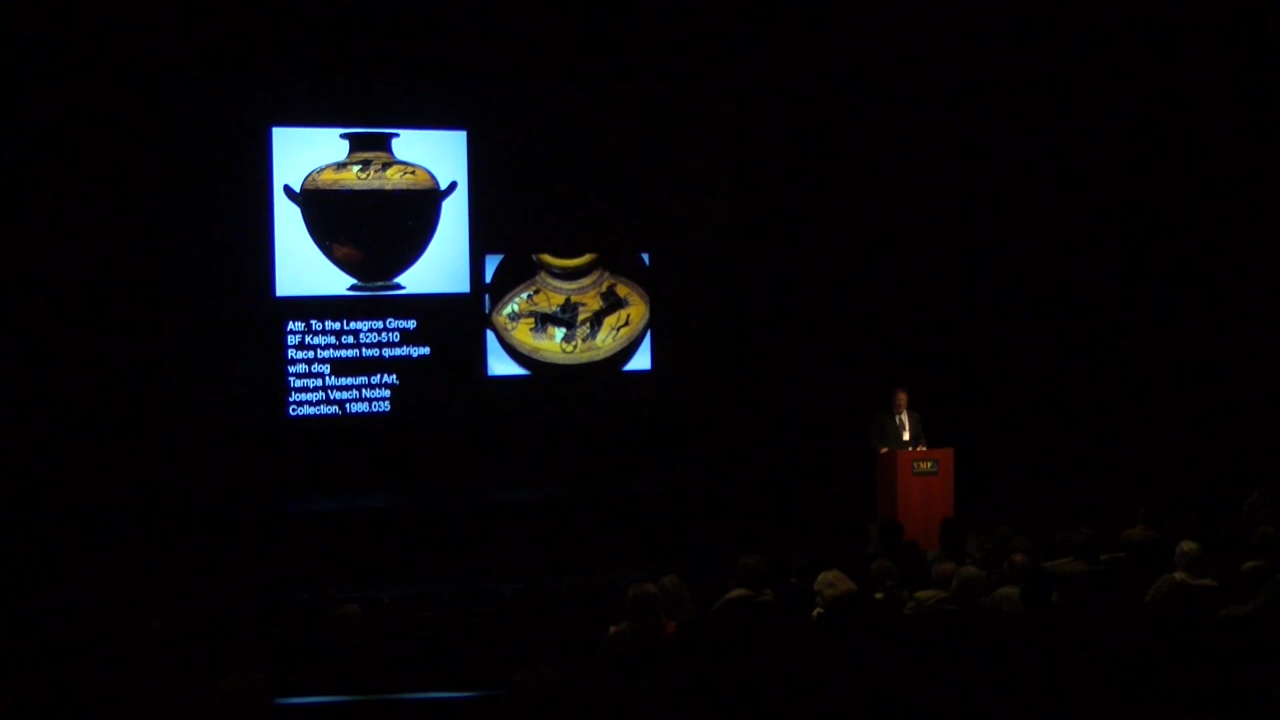 Attr. To the Leagros Group
BF Kalpis, ca. 520-510
Race between two quadrigae
with dog
Tampa Museum of Art,
Joseph Veach Noble
Collection, 1986.035
VMFA